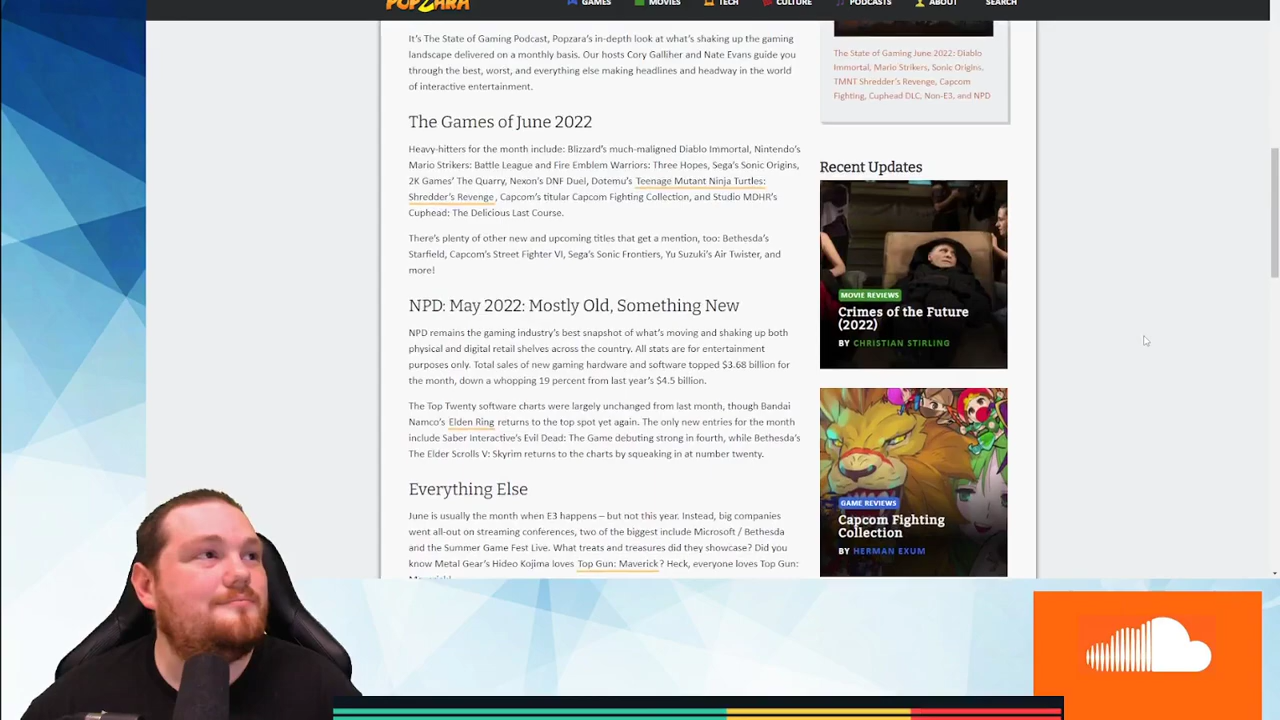 POPZARA
GAMES
MOVIES
TECH
CULTURE
PODCASTS
ABOUT
SEARCH
It's The State of Gaming Podcast, Popzara's in-depth look at what's shaking up the gaming
landscape delivered on a monthly basis. Our hosts Cory Galliher and Nate Evans guide you
through the best, worst, and everything else making headlines and headway in the world
of interactive entertainment.
The Games of June 2022
Heavy-hitters for the month include: Blizzard's much-maligned Diablo Immortal, Nintendo's
Mario Strikers: Battle League and Fire Emblem Warriors: Three Hopes, Sega's Sonic Origins,
2K Games' The Quarry, Nexon's DNF Duel, Dotemu's Teenage Mutant Ninja Turtles:
Shredder's Revenge, Capcom's titular Capcom Fighting Collection, and Studio MDHR's
Cuphead: The Delicious Last Course.
There's plenty of other new and upcoming titles that get a mention, too: Bethesda's
Starfield, Capcom's Street Fighter VI, Sega's Sonic Frontiers, Yu Suzuki's Air Twister, and
more!
NPD: May 2022: Mostly Old, Something New
NPD remains the gaming industry's best snapshot of what's moving and shaking up both
physical and digital retail shelves across the country. All stats are for entertainment
purposes only. Total sales of new gaming hardware and software topped $3.68 billion for
the month, down a whopping 19 percent from last year's $4.5 billion.
The Top Twenty software charts were largely unchanged from last month, though Bandai
Namco's Elden Ring returns to the top spot yet again. The only new entries for the month
include Saber Interactive's Evil Dead: The Game debuting strong in fourth, while Bethesda's
The Elder Scrolls V: Skyrim returns to the charts by squeaking in at number twenty.
Everything Else
June is usually the month when E3 happens – but not this year. Instead, big companies
went all-out on streaming conferences, two of the biggest include Microsoft / Bethesda
and the Summer Game Fest Live. What treats and treasures did they showcase? Did you
know Metal Gear's Hideo Kojima loves Top Gun: Maverick? Heck, everyone loves Top Gun:
Maverick!
The State of Gaming June 2022: Diablo
Immortal, Mario Strikers, Sonic Origins,
TMNT Shredder's Revenge, Capcom
Fighting, Cuphead DLC, Non-E3, and NPD
Recent Updates
MOVIE REVIEWS
Crimes of the Future
(2022)
BY CHRISTIAN STIRLING
GAME REVIEWS
Capcom Fighting
Collection
BY HERMAN EXUM